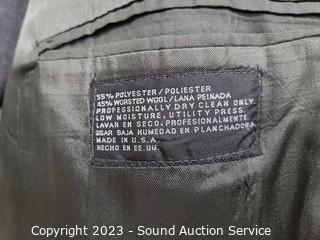 55% POLYESTER / POLIESTER
45% WORSTED WOOL / LANA PEINADA
PROFESSIONALLY DRY CLEAN ONLY.
LOW MOISTURE, UTILITY PRESS.
LAVAR EN SECO, PROFESIONALMENTE
USAR BAJA HUMEDAD EN PLANCHADORA
MADE IN U.S.A.
HECHO EN EE.UU.
Copyright 2023 - Sound Auction Service